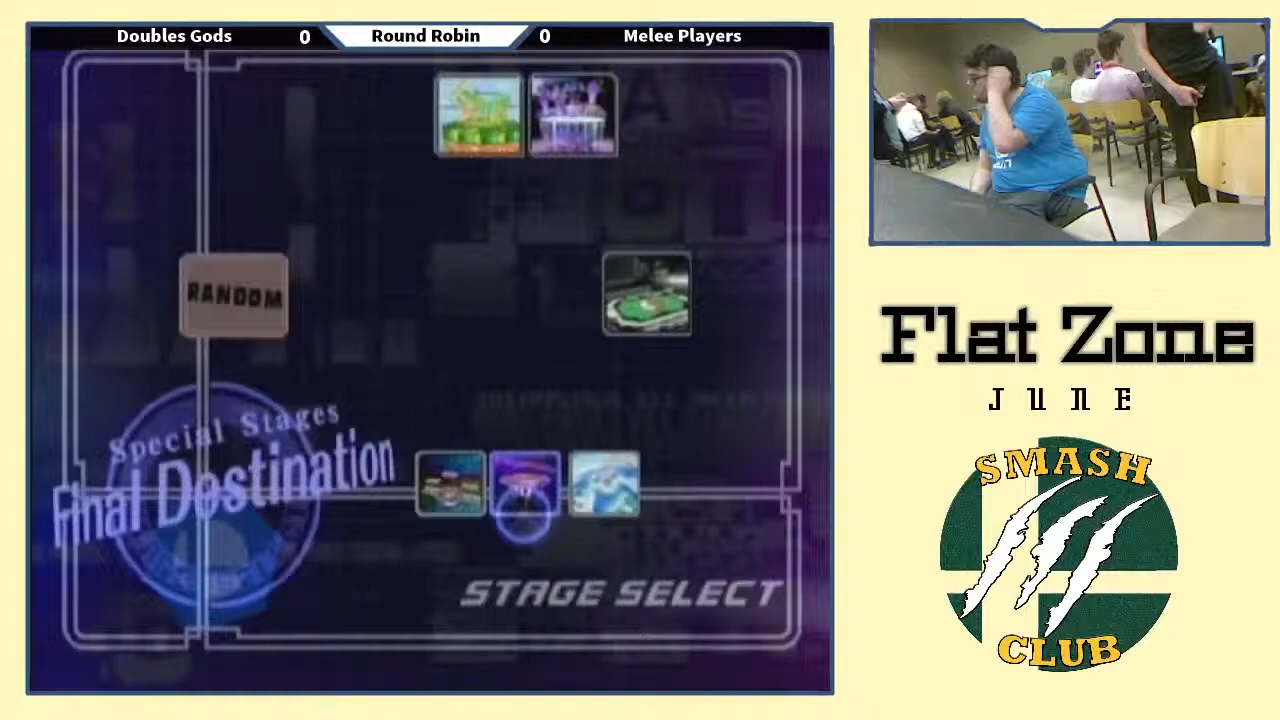 Doubles Gods 0 Round Robin 0 Melee Players
RANDOM
Special Stages
Final Destination
STAGE SELECT
Flat Zone
JUNE
SMASH
CLUB